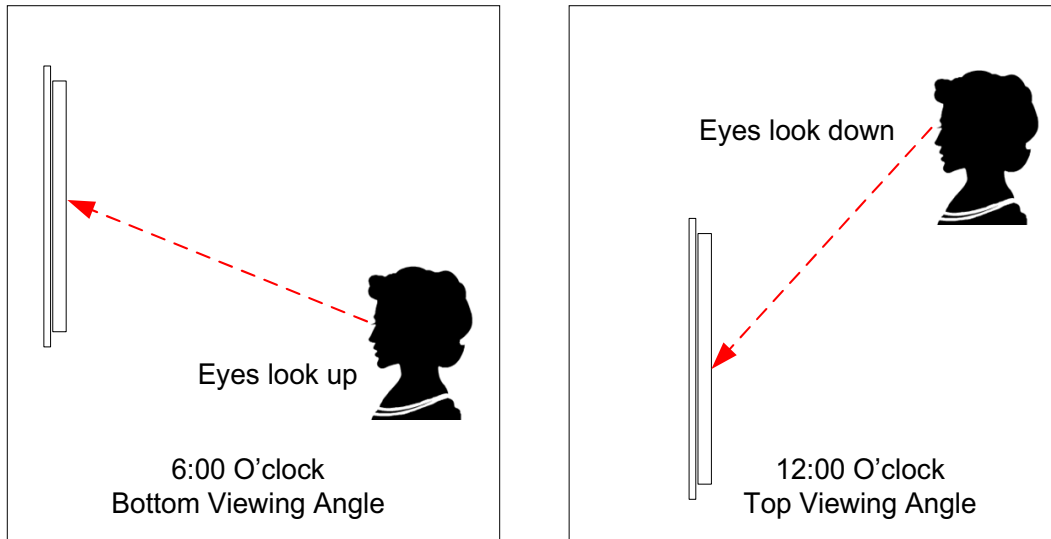 Eyes look up
6:00 O’clock
Bottom Viewing Angle
Eyes look down
12:00 O’clock
Top Viewing Angle